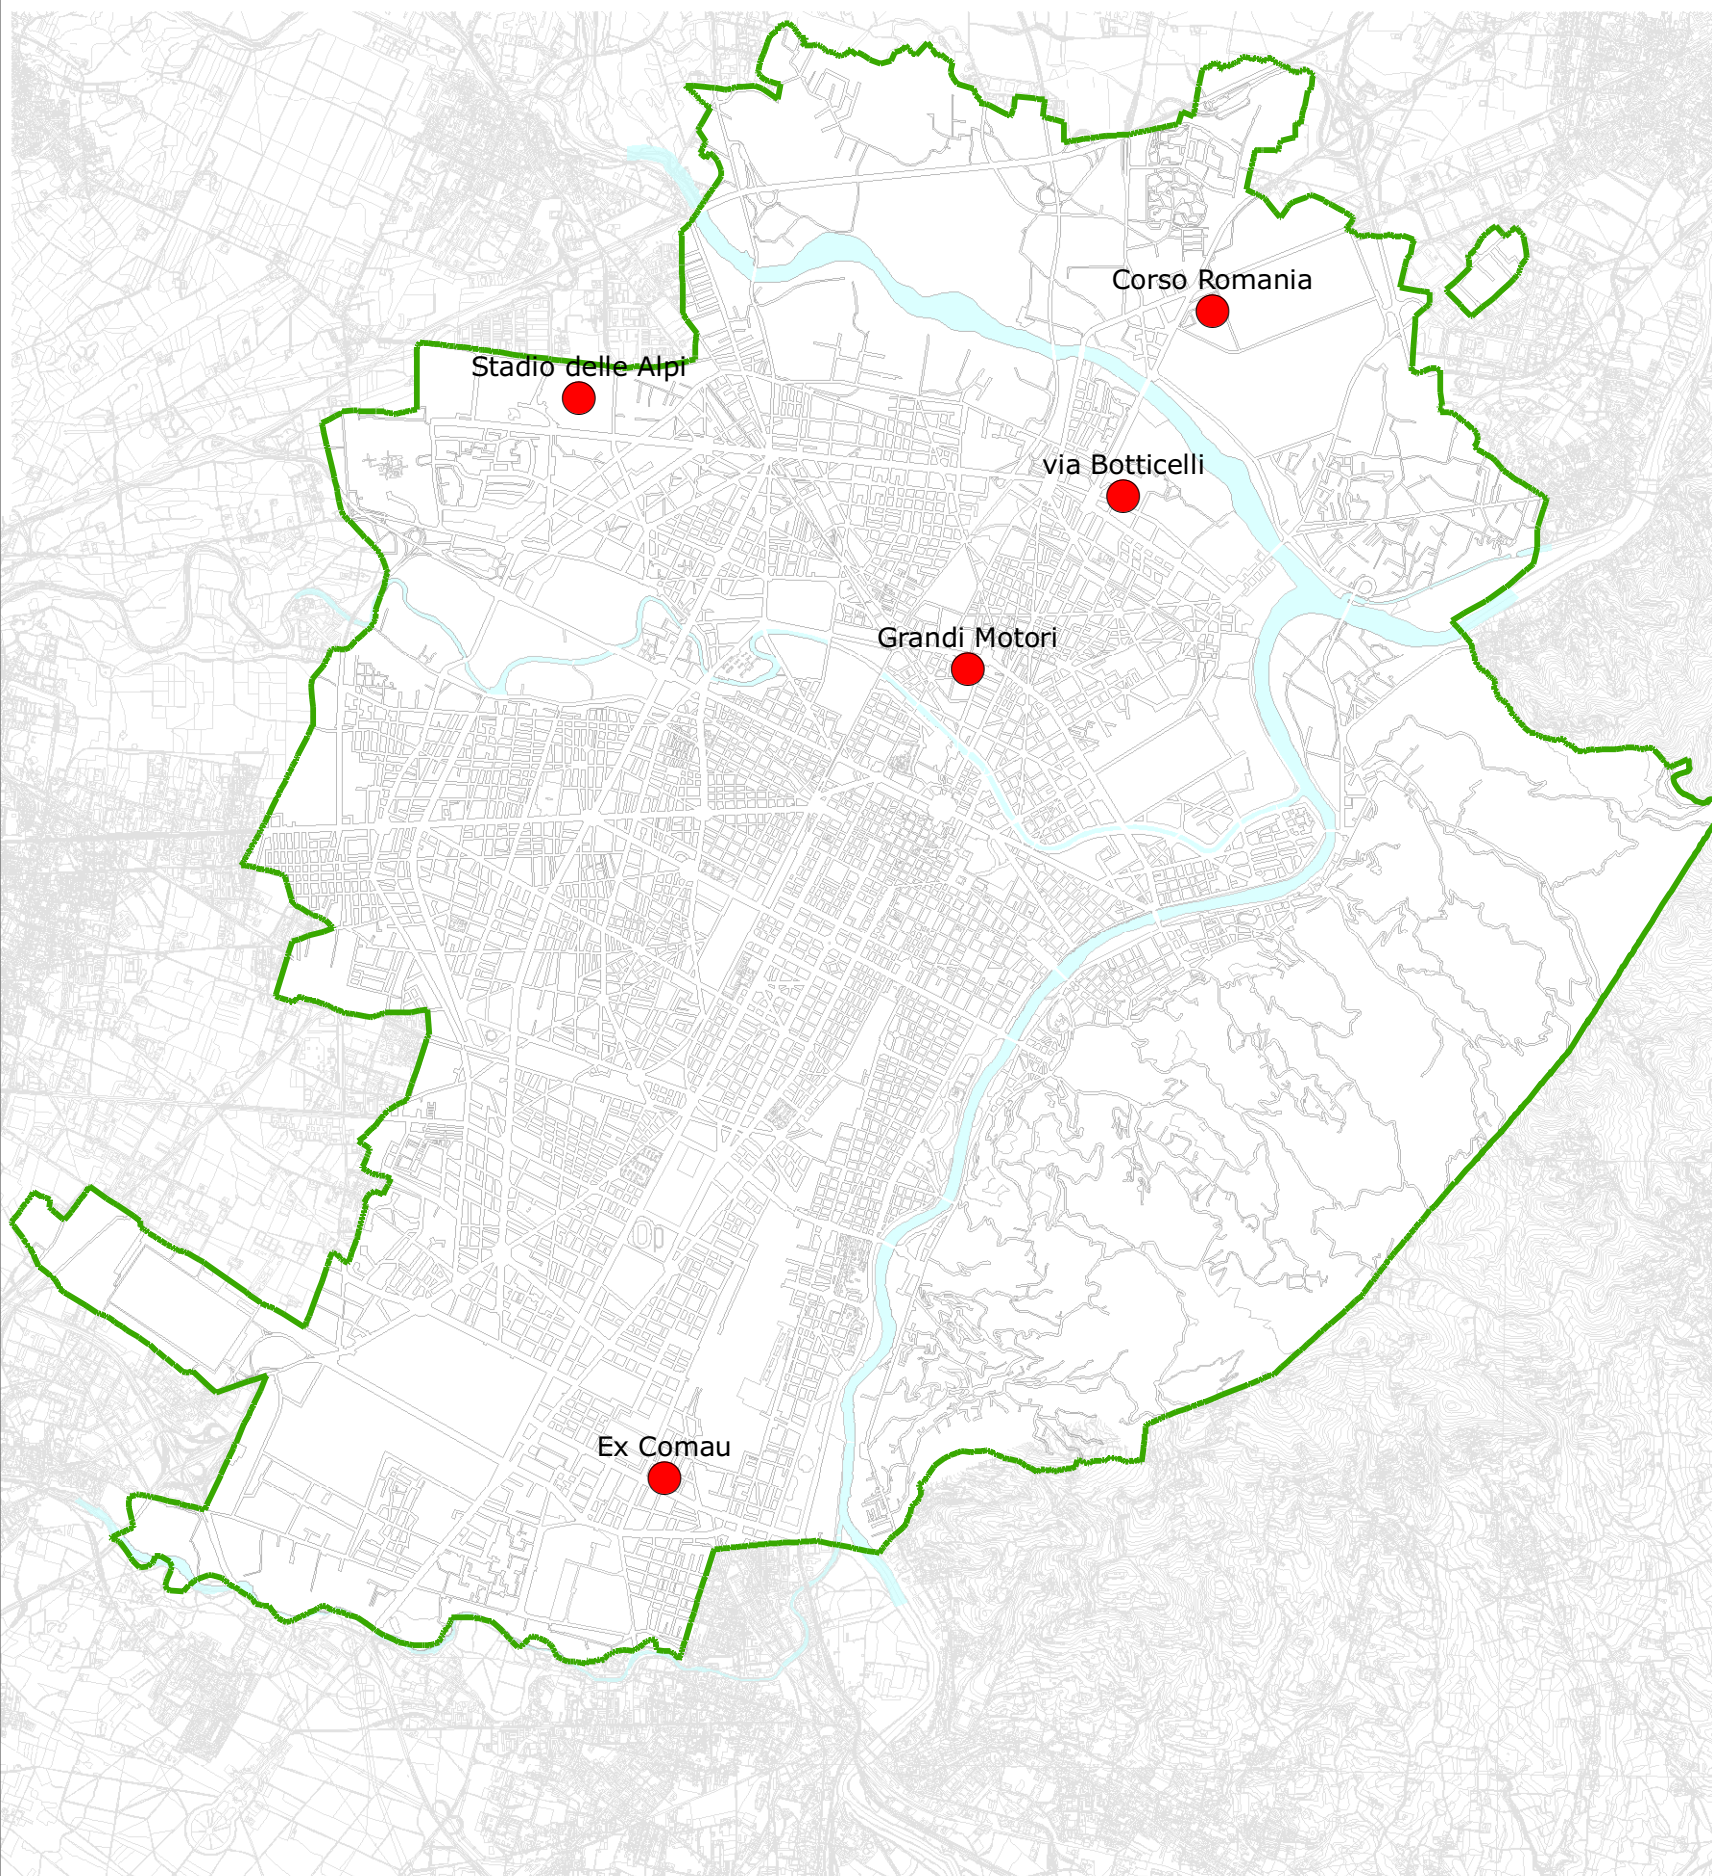 Corso Romania
Stadio delle Alpi
via Botticelli
Grandi Motori
Ex Comau